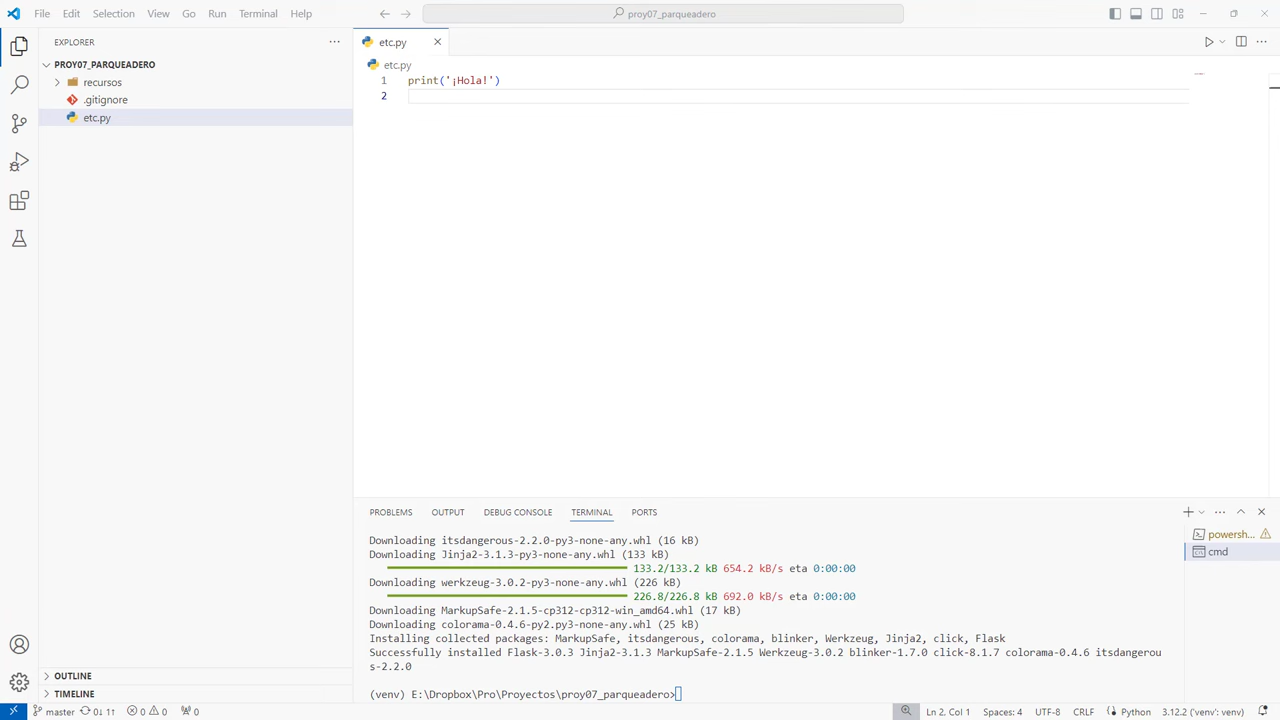 File Edit Selection View Go Run Terminal Help
proy07_parqueadero
EXPLORER
PROY07_PARQUEADERO
recursos
.gitignore
etc.py
OUTLINE
TIMELINE
etc.py
etc.py
1 print('¡Hola!')
2
PROBLEMS OUTPUT DEBUG CONSOLE TERMINAL PORTS
Downloading itsdangerous-2.2.0-py3-none-any.whl (16 kB)
Downloading Jinja2-3.1.3-py3-none-any.whl (133 kB)
133.2/133.2 kB 654.2 kB/s eta 0:00:00
Downloading werkzeug-3.0.2-py3-none-any.whl (226 kB)
226.8/226.8 kB 692.0 kB/s eta 0:00:00
Downloading MarkupSafe-2.1.5-cp312-cp312-win_amd64.whl (17 kB)
Downloading colorama-0.4.6-py2.py3-none-any.whl (25 kB)
Installing collected packages: MarkupSafe, itsdangerous, colorama, blinker, Werkzeug, Jinja2, click, Flask
Successfully installed Flask-3.0.3 Jinja2-3.1.3 MarkupSafe-2.1.5 Werkzeug-3.0.2 blinker-1.7.0 click-8.1.7 colorama-0.4.6 itsdangerou
s-2.2.0
(venv) E:\Dropbox\Pro\Proyectos\proy07_parqueadero>
powersh...
cmd
master 0↓ 1↑ 0 0 0 Ln 2, Col 1 Spaces: 4 UTF-8 CRLF Python 3.12.2 ('venv': venv)